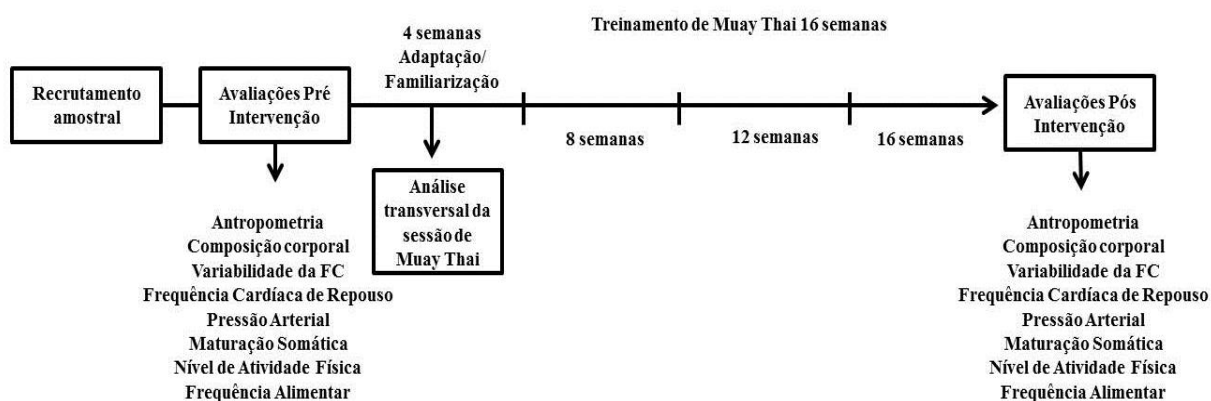 Treinamento de Muay Thai 16 semanas
4 semanas
Adaptação/
Familiarização
Recrutamento
amostral
Avaliações Pré
Intervenção
8 semanas
12 semanas
16 semanas
Avaliações Pós
Intervenção
Análise
transversal da
sessão de
Muay Thai
Antropometria
Composição corporal
Variabilidade da FC
Frequência Cardíaca de Repouso
Pressão Arterial
Maturação Somática
Nível de Atividade Física
Frequência Alimentar
Antropometria
Composição corporal
Variabilidade da FC
Frequência Cardíaca de Repouso
Pressão Arterial
Maturação Somática
Nível de Atividade Física
Frequência Alimentar